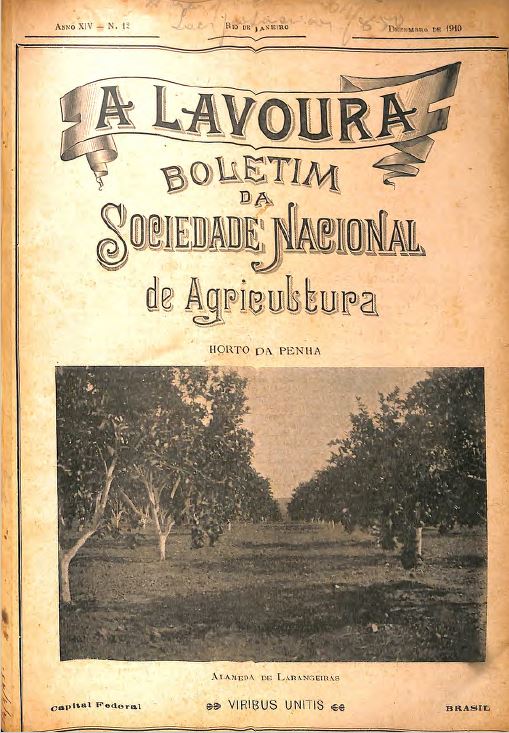 ANNO XIV — N. 12
RIO DE JANEIRO
DEZEMBRO DE 1910
A LAVOURA
BOLETIM
DA
SOCIEDADE NACIONAL
de Agricultura
HORTO DA PENHA
ALAMEDA DE LARANGEIRAS
Capital Federal
VIRIBUS UNITIS
BRASIL